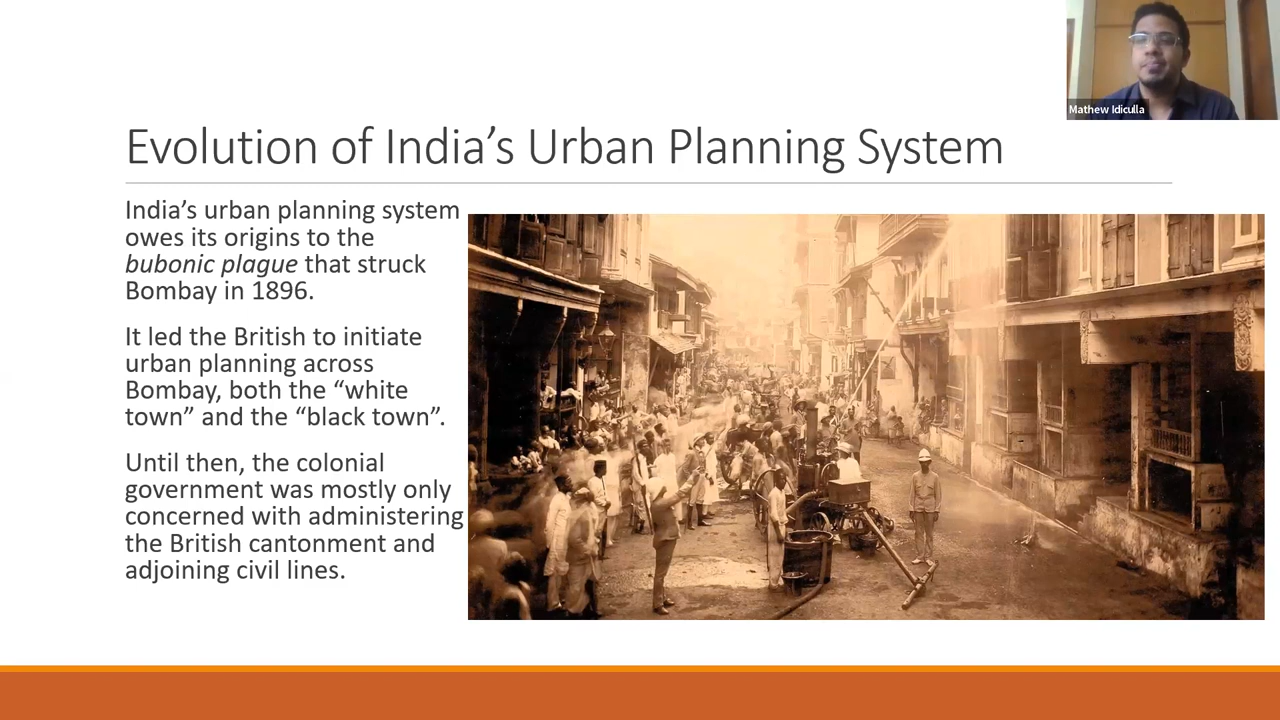 Mathew Idiculla
Evolution of India’s Urban Planning System
India’s urban planning system
owes its origins to the
bubonic plague that struck
Bombay in 1896.
It led the British to initiate
urban planning across
Bombay, both the “white
town” and the “black town”.
Until then, the colonial
government was mostly only
concerned with administering
the British cantonment and
adjoining civil lines.